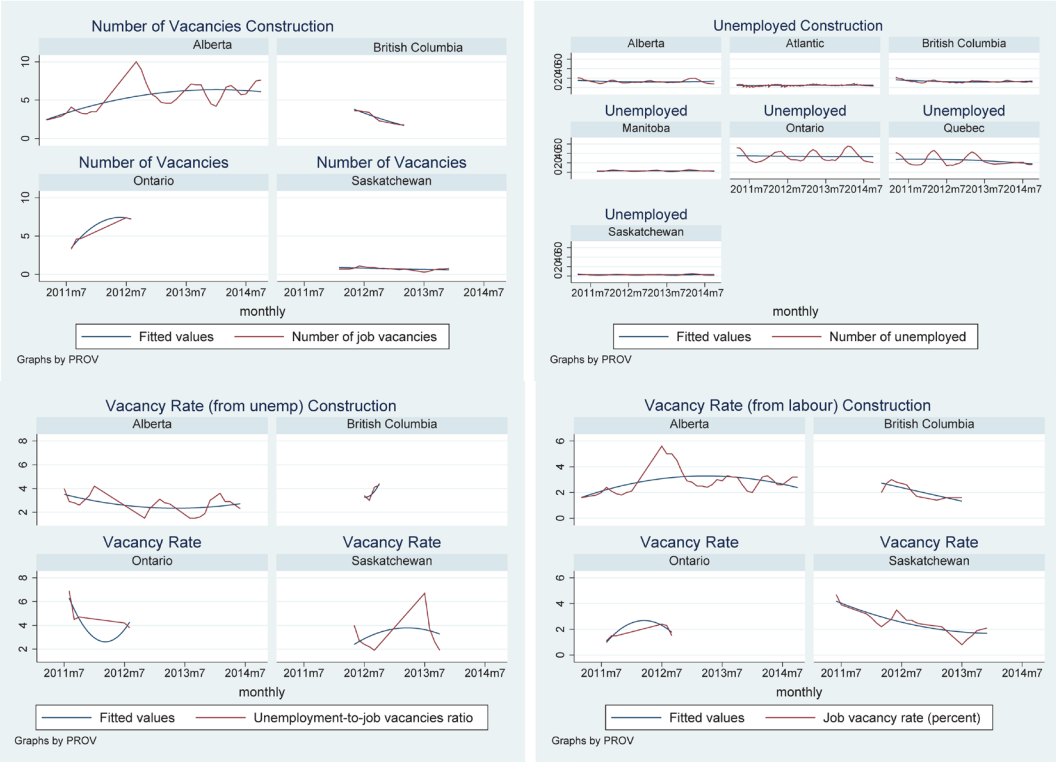 Number of Vacancies Construction
Alberta
British Columbia
0 5 10
Number of Vacancies
Number of Vacancies
Ontario
Saskatchewan
0 5 10
2011m7 2012m7 2013m7 2014m7
2011m7 2012m7 2013m7 2014m7
monthly
Fitted values
Number of job vacancies
Graphs by PROV
Unemployed Construction
Alberta
Atlantic
British Columbia
0204060
Unemployed
Unemployed
Unemployed
Manitoba
Ontario
Quebec
0204060
2011m72012m72013m72014m7
2011m72012m72013m72014m7
Unemployed
Saskatchewan
0204060
2011m72012m72013m72014m7
monthly
Fitted values
Number of unemployed
Graphs by PROV
Vacancy Rate (from unemp) Construction
Alberta
British Columbia
2 4 6 8
Vacancy Rate
Vacancy Rate
Ontario
Saskatchewan
2 4 6 8
2011m7 2012m7 2013m7 2014m7
2011m7 2012m7 2013m7 2014m7
monthly
Fitted values
Unemployment-to-job vacancies ratio
Graphs by PROV
Vacancy Rate (from labour) Construction
Alberta
British Columbia
0 2 4 6
Vacancy Rate
Vacancy Rate
Ontario
Saskatchewan
0 2 4 6
2011m7 2012m7 2013m7 2014m7
2011m7 2012m7 2013m7 2014m7
monthly
Fitted values
Job vacancy rate (percent)
Graphs by PROV